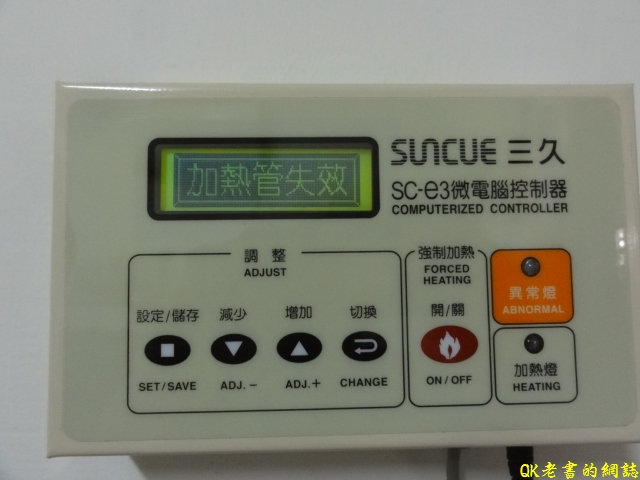 加熱管失效
SUNCUE 三久
SC-e3微電腦控制器
COMPUTERIZED CONTROLLER
調整
ADJUST
設定/儲存 減少 增加 切換
SET/SAVE ADJ.－ ADJ.＋ CHANGE
強制加熱
FORCED
HEATING
開/關
ON/OFF
異常燈
ABNORMAL
加熱燈
HEATING
QK老書的網誌